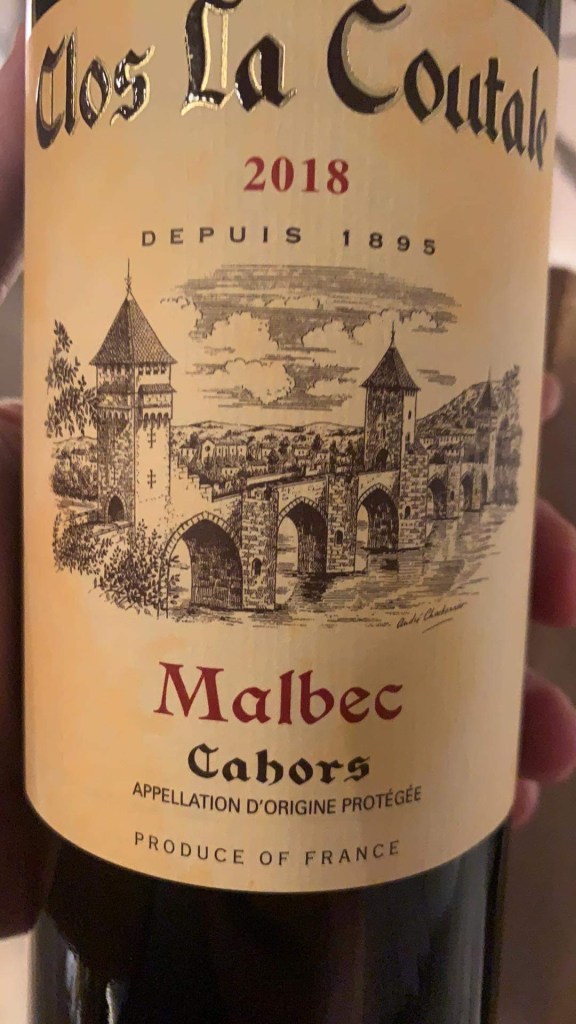 Clos La Coutale
2018
DEPUIS 1895
Malbec
Cahors
APPELLATION D'ORIGINE PROTÉGÉE
PRODUCE OF FRANCE